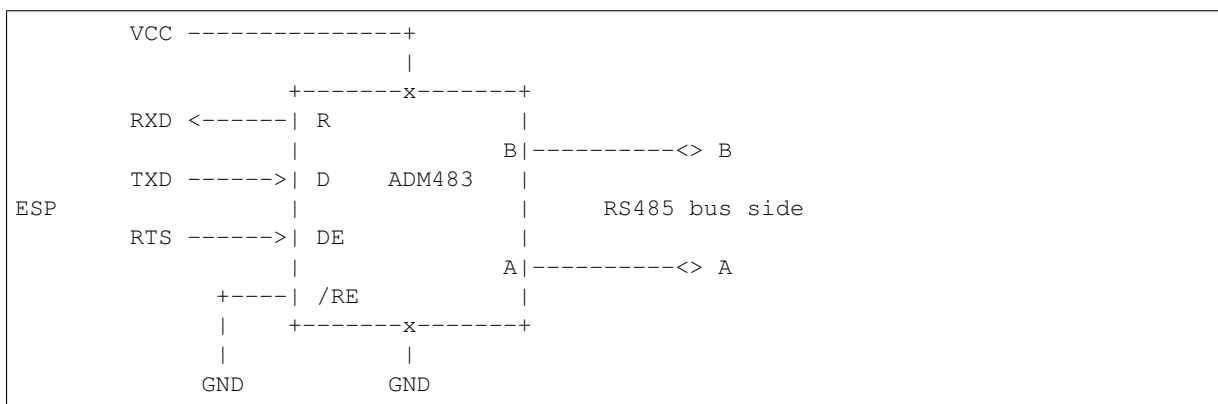 VCC ---------------+
|
+-------x-------+
RXD <------| R |
| B|----------<> B
TXD ------>| D ADM483 |
ESP | | RS485 bus side
RTS ------>| DE |
| A|----------<> A
+----| /RE |
| +-------x-------+
| |
GND GND